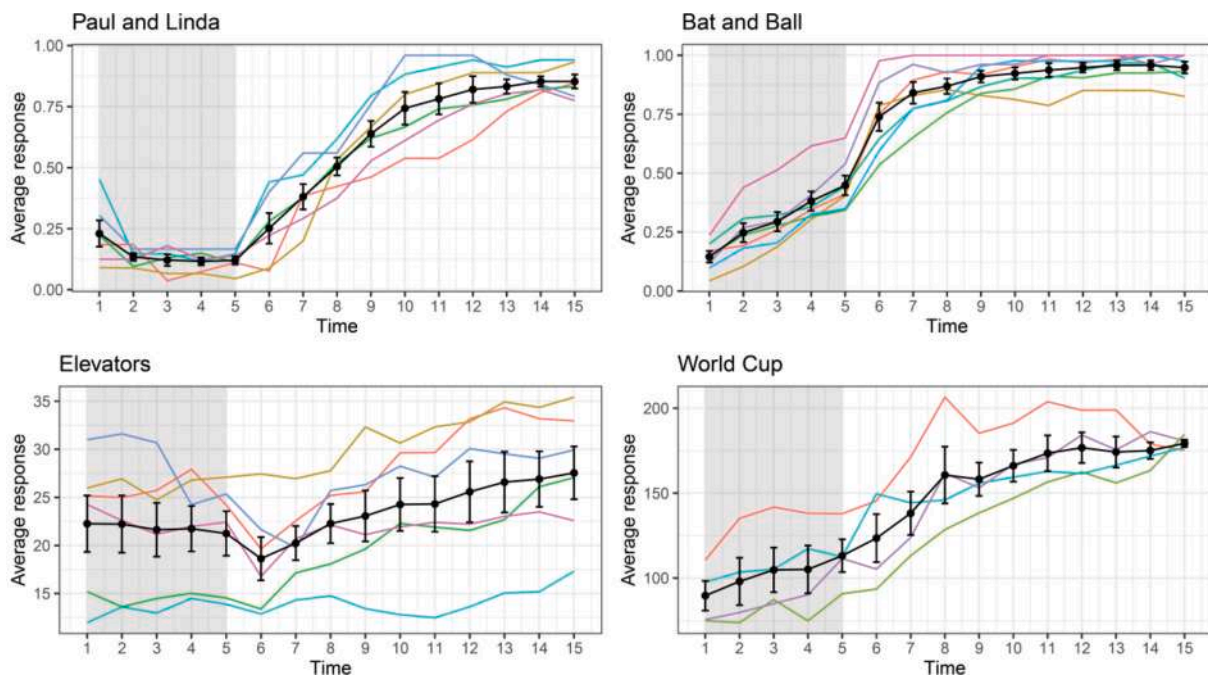 Paul and Linda
Average response
1.00
0.75
0.50
0.25
0.00
1 2 3 4 5 6 7 8 9 10 11 12 13 14 15
Time
Bat and Ball
Average response
1.00
0.75
0.50
0.25
0.00
1 2 3 4 5 6 7 8 9 10 11 12 13 14 15
Time
Elevators
Average response
35
30
25
20
15
1 2 3 4 5 6 7 8 9 10 11 12 13 14 15
Time
World Cup
Average response
200
150
100
1 2 3 4 5 6 7 8 9 10 11 12 13 14 15
Time